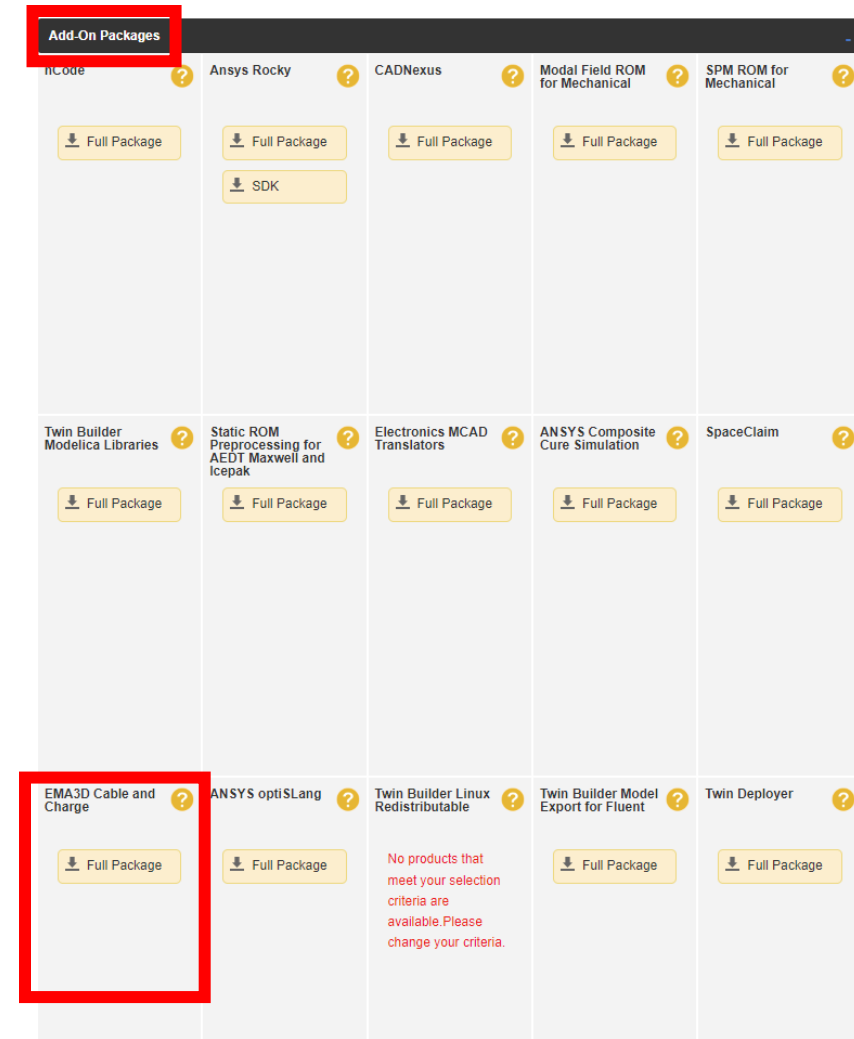 Add-On Packages
nCode
Ansys Rocky
CADNexus
Modal Field ROM
for Mechanical
SPM ROM for
Mechanical
Full Package
Full Package
Full Package
Full Package
Full Package
SDK
Twin Builder
Modelica Libraries
Static ROM
Preprocessing for
AEDT Maxwell and
Icepak
Electronics MCAD
Translators
ANSYS Composite
Cure Simulation
SpaceClaim
Full Package
Full Package
Full Package
Full Package
Full Package
EMA3D Cable and
Charge
ANSYS optiSLang
Twin Builder Linux
Redistributable
Twin Builder Model
Export for Fluent
Twin Deployer
Full Package
Full Package
No products that
meet your selection
criteria are
available.Please
change your criteria.
Full Package
Full Package